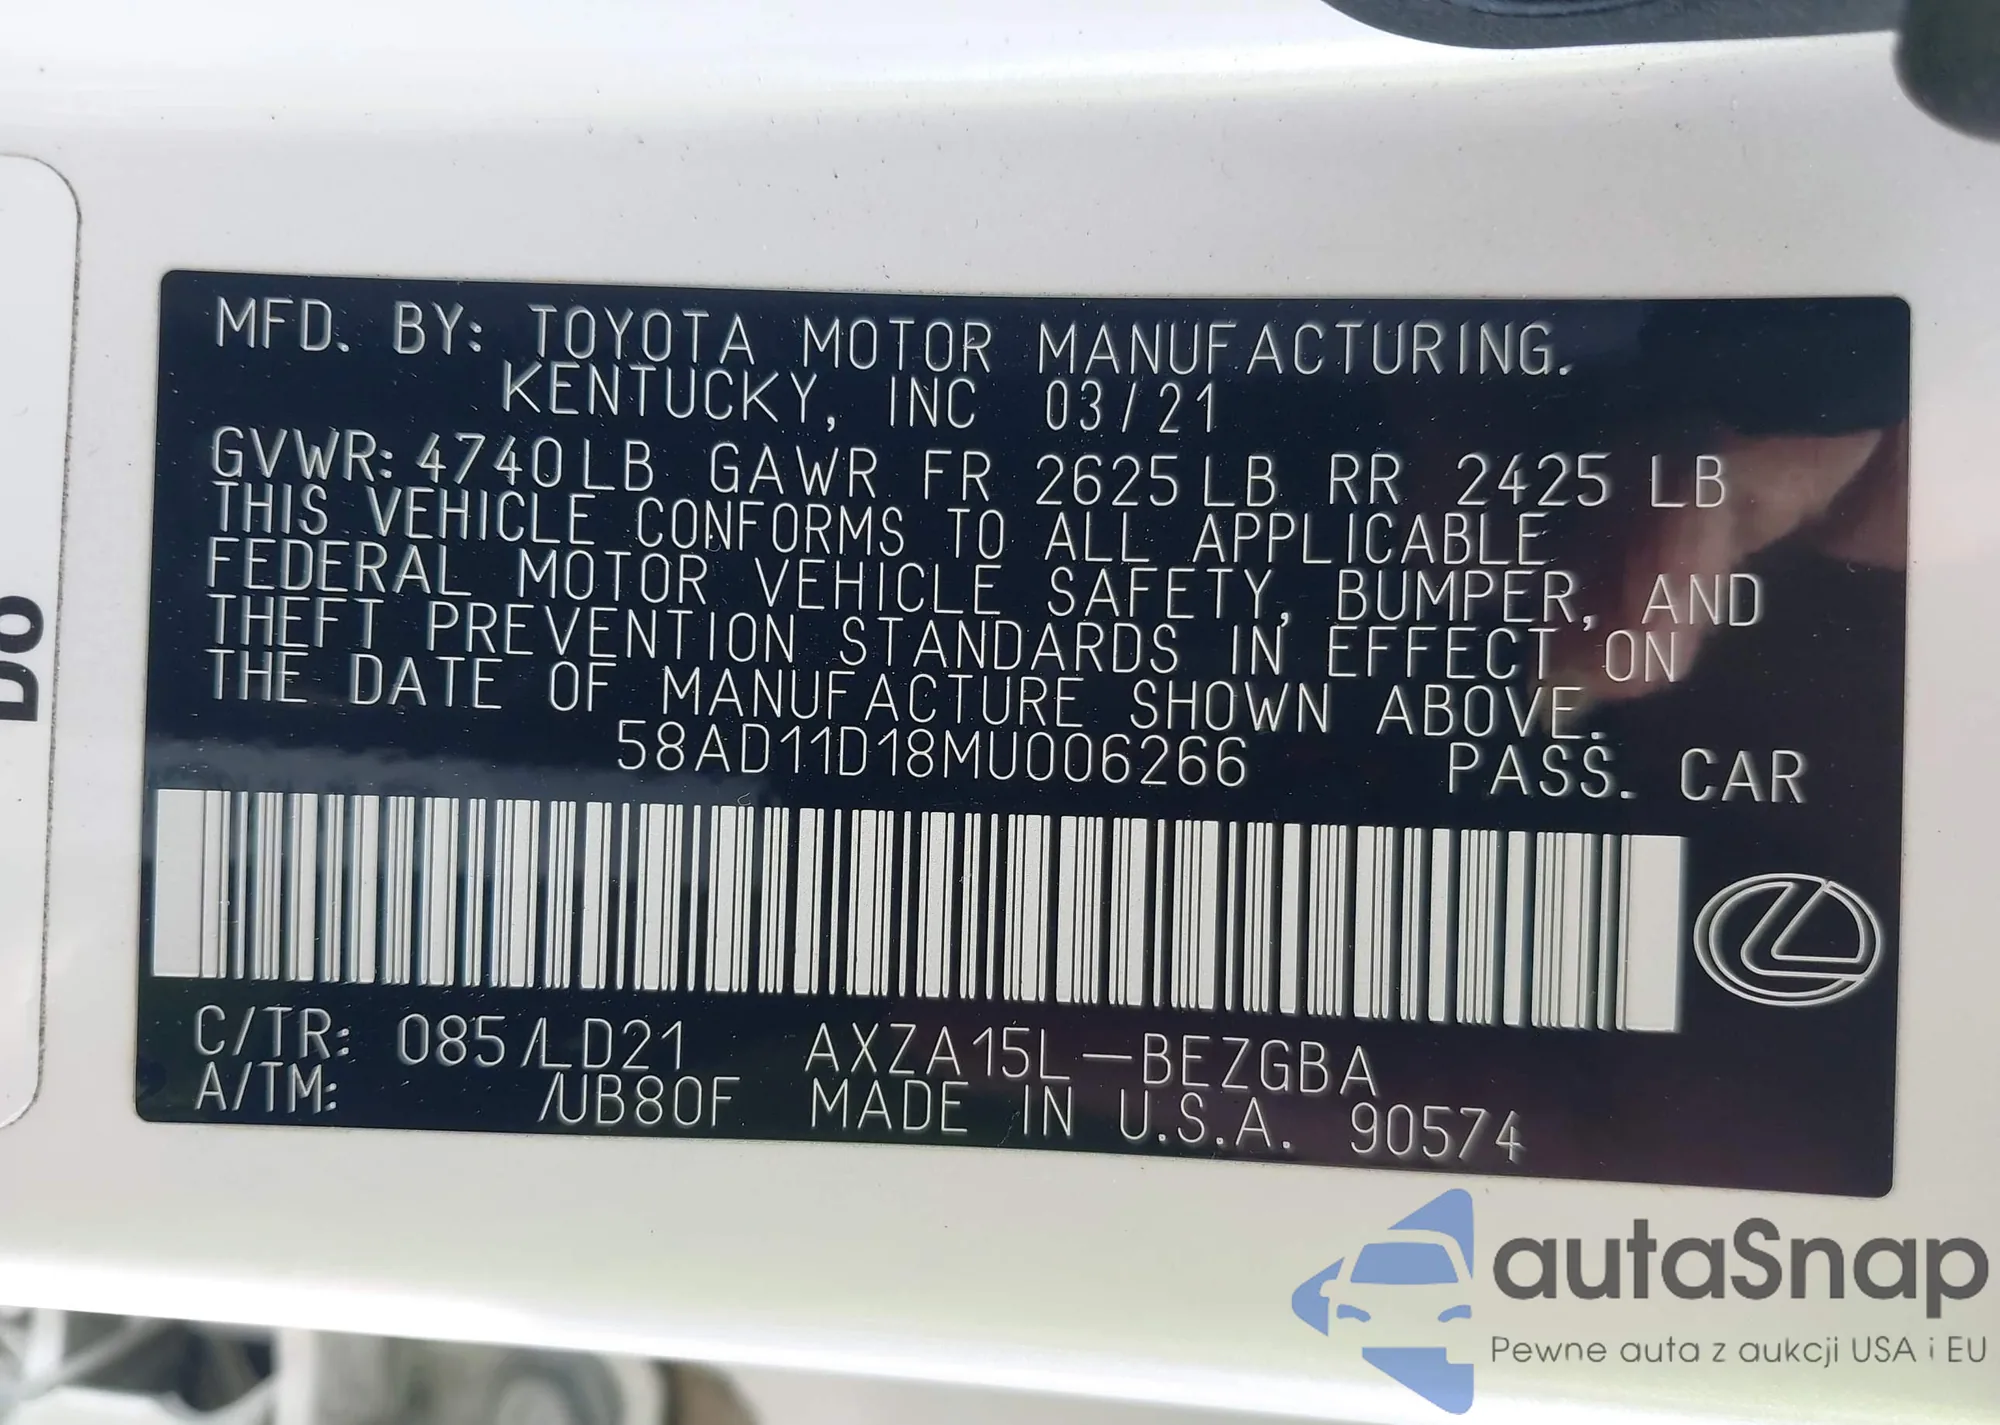 MFD. BY: TOYOTA MOTOR MANUFACTURING.
KENTUCKY, INC 03/21
GVWR: 4740LB GAWR FR 2625LB RR 2425 LB
THIS VEHICLE CONFORMS TO ALL APPLICABLE
FEDERAL MOTOR VEHICLE SAFETY, BUMPER, AND
THEFT PREVENTION STANDARDS IN EFFECT ON
THE DATE OF MANUFACTURE SHOWN ABOVE.
58AD11D18MU006266 PASS. CAR
C/TR: 085/LD21 AXZA15L-BEZGBA
A/TM: /UB80F MADE IN U.S.A. 90574
DO
autaSnap
Pewne auta z aukcji USA i EU